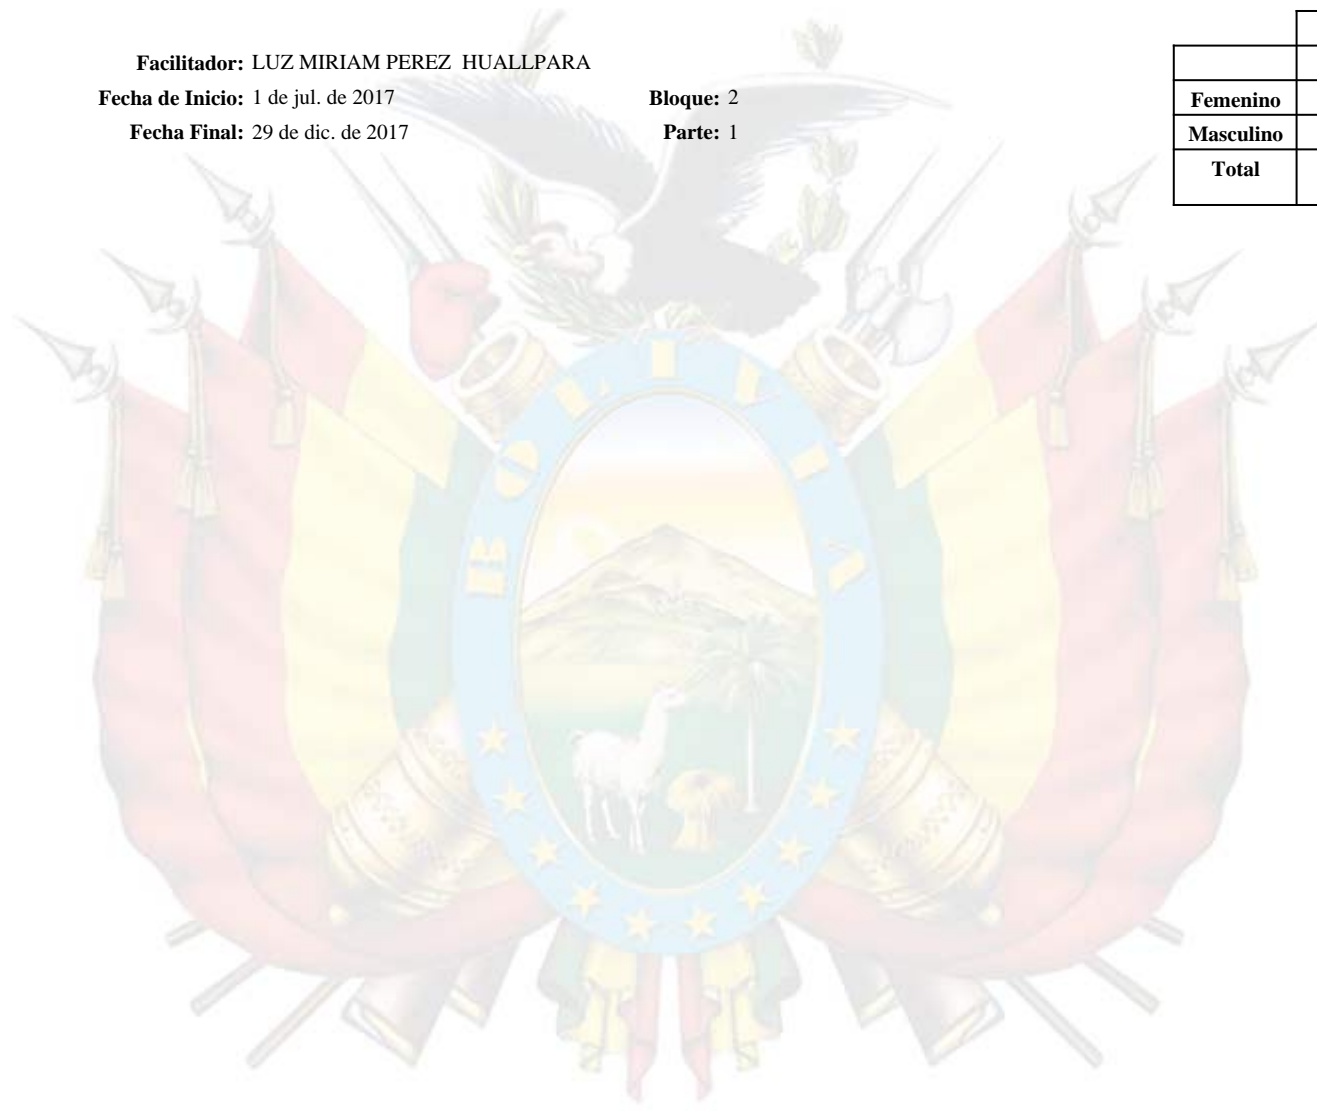 Facilitador: LUZ MIRIAM PEREZ HUALLPARA
Fecha de Inicio: 1 de jul. de 2017 Bloque: 2
Fecha Final: 29 de dic. de 2017 Parte: 1
Femenino
Masculino
Total
BOLIVIA